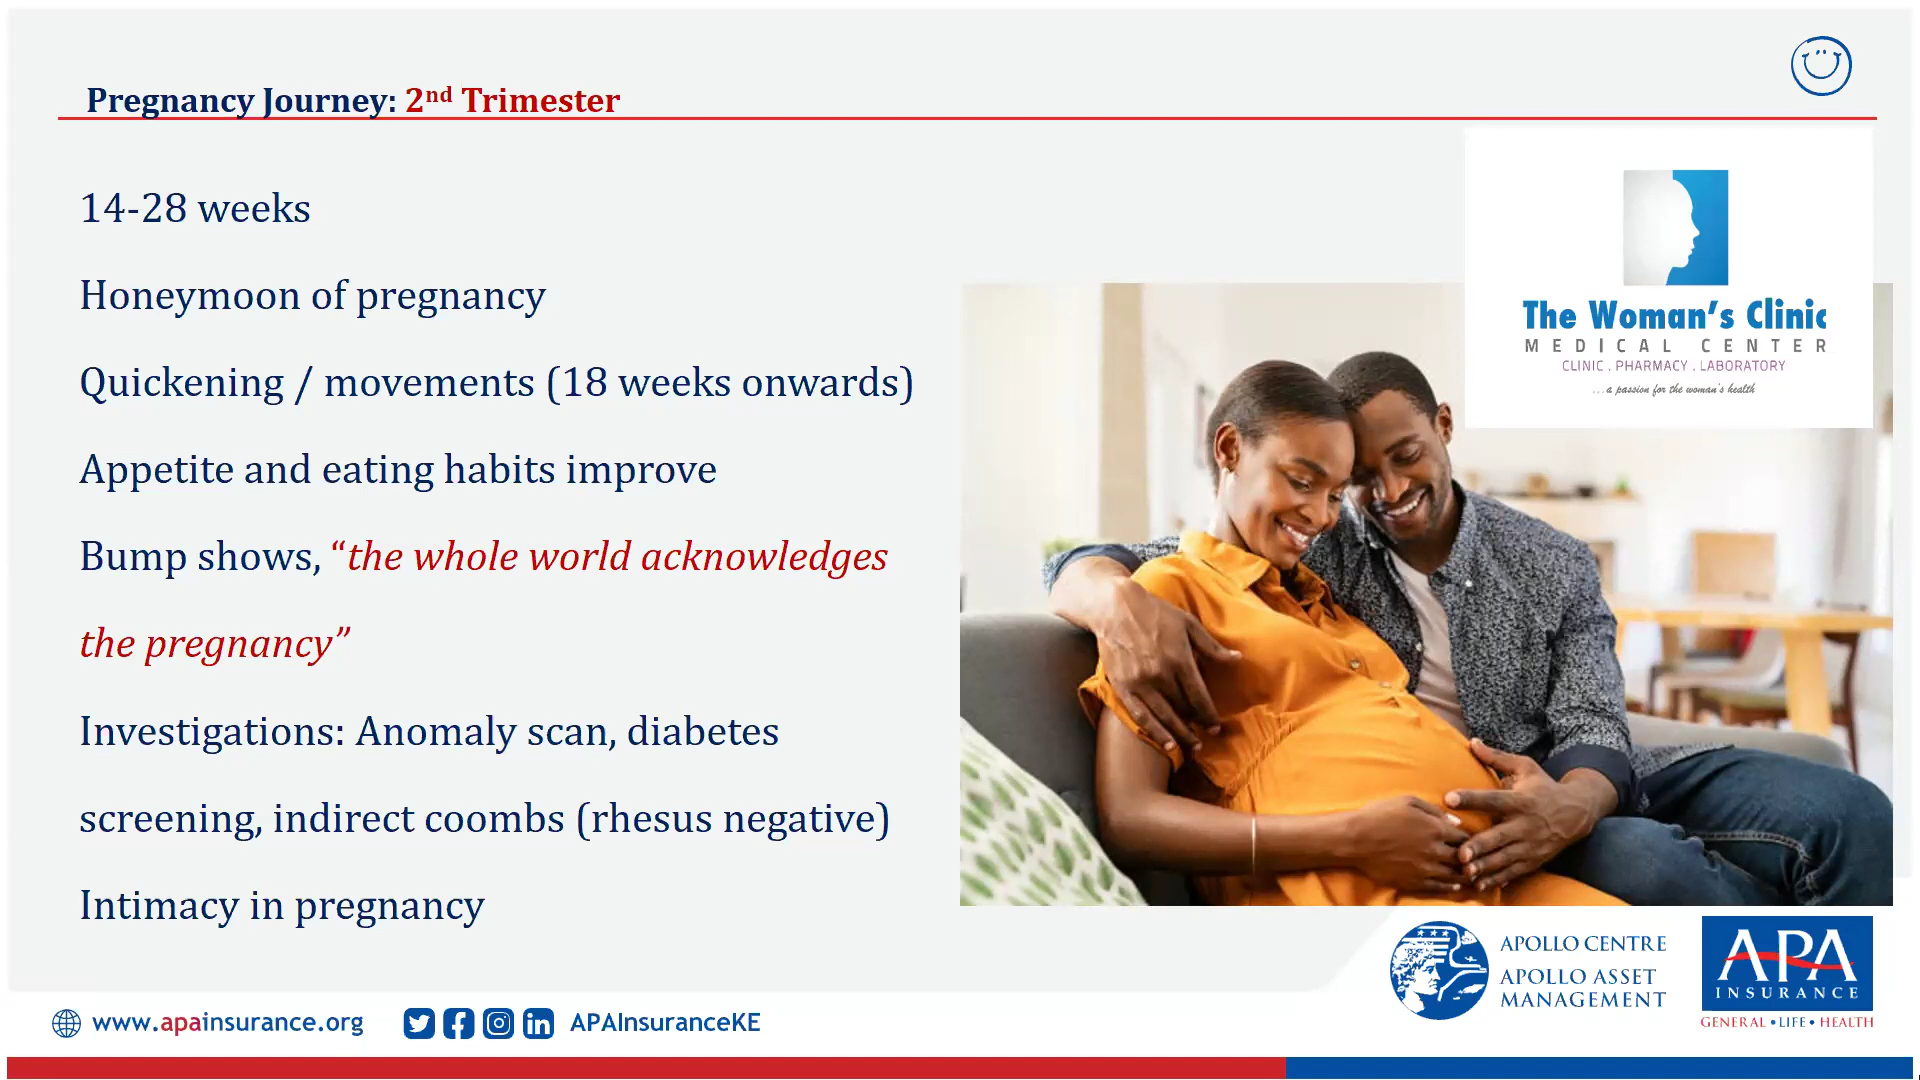 Pregnancy Journey: 2nd Trimester
14-28 weeks
Honeymoon of pregnancy
Quickening / movements (18 weeks onwards)
Appetite and eating habits improve
Bump shows, “the whole world acknowledges
the pregnancy”
Investigations: Anomaly scan, diabetes
screening, indirect coombs (rhesus negative)
Intimacy in pregnancy
The Woman's Clinic
MEDICAL CENTER
CLINIC . PHARMACY . LABORATORY
...a passion for the woman's health
APOLLO CENTRE
APOLLO ASSET
MANAGEMENT
APA
INSURANCE
GENERAL • LIFE • HEALTH
www.apainsurance.org
APAInsuranceKE